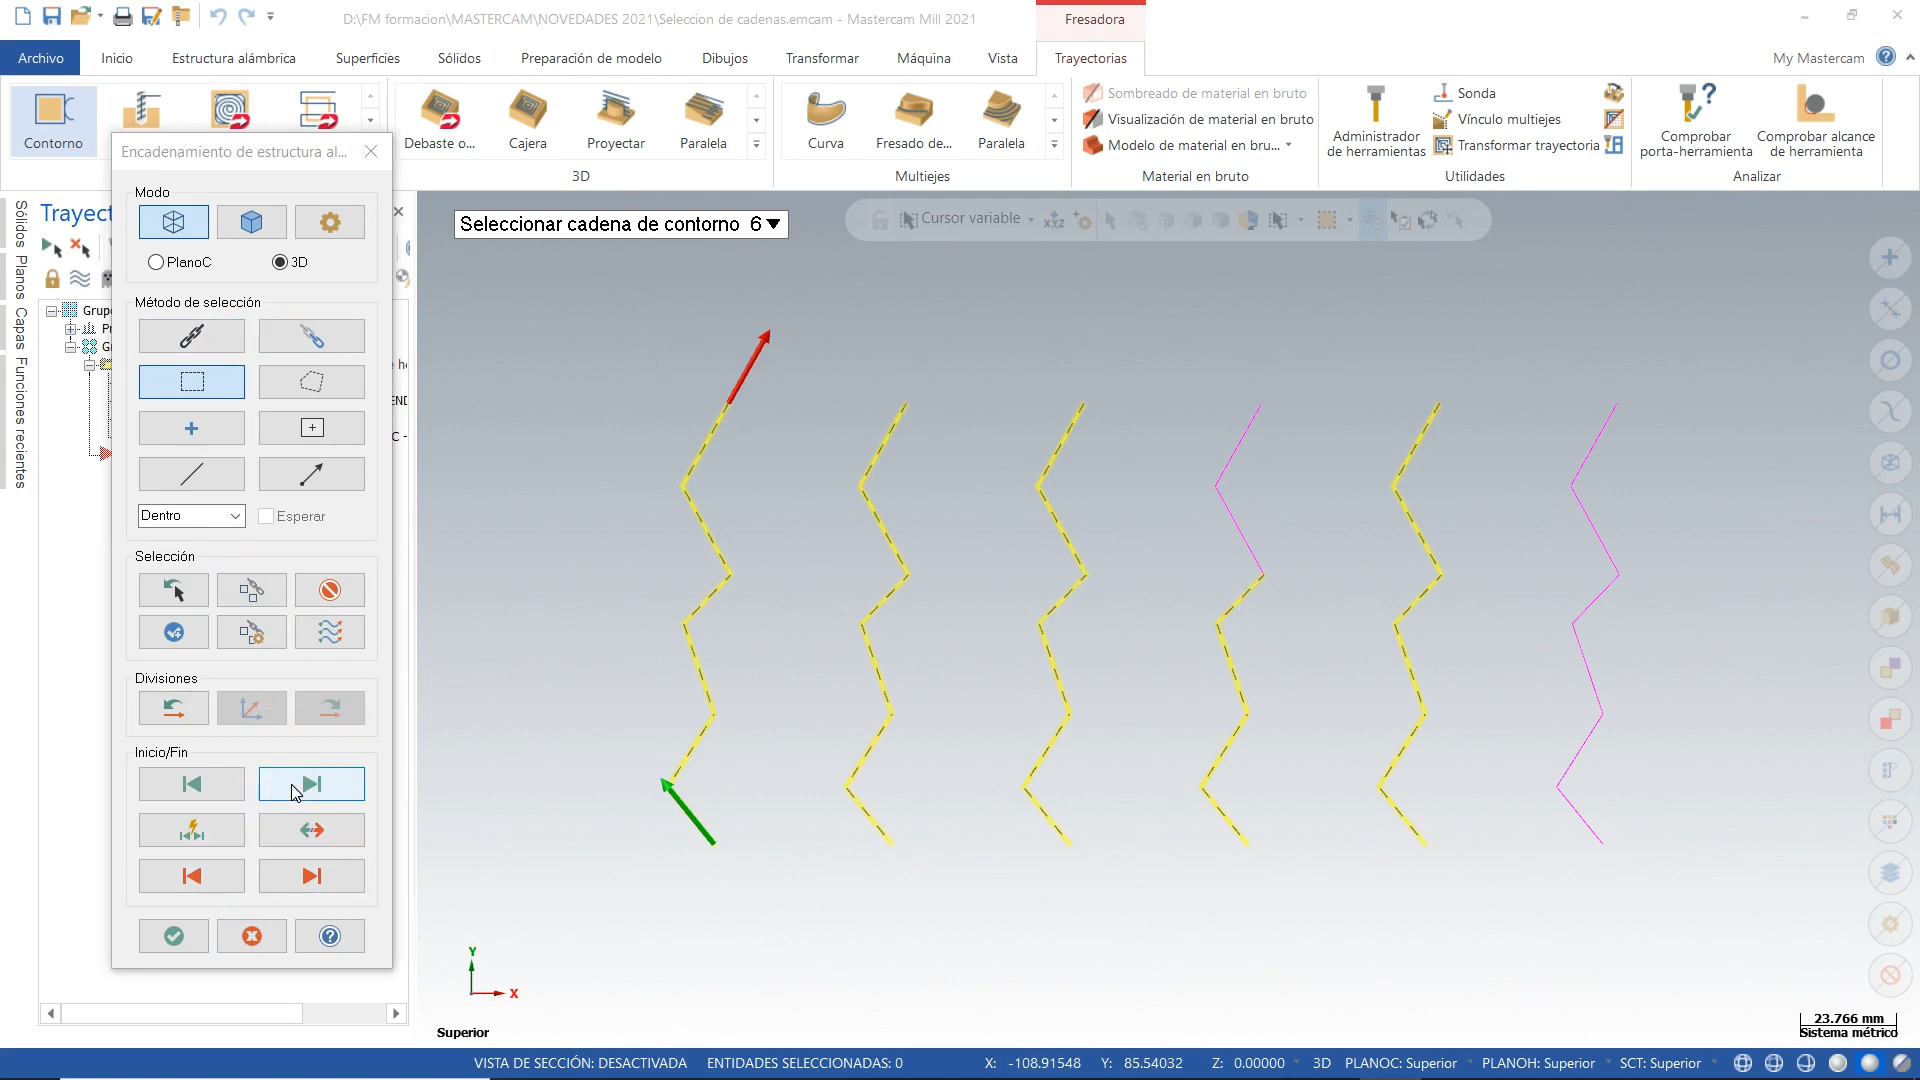 D:\FM formacion\MASTERCAM\NOVEDADES 2021\Seleccion de cadenas.emcam - Mastercam Mill 2021
Fresadora
Archivo
Inicio
Estructura alámbrica
Superficies
Sólidos
Preparación de modelo
Dibujos
Transformar
Máquina
Vista
Trayectorias
My Mastercam
Contorno
Debaste o...
Cajera
Proyectar
Paralela
3D
Curva
Fresado de...
Paralela
Multiejes
Sombreado de material en bruto
Visualización de material en bruto
Modelo de material en bru...
Material en bruto
Administrador
de herramientas
Sonda
Vínculo multiejes
Transformar trayectoria
Utilidades
Comprobar
porta-herramienta
Comprobar alcance
de herramienta
Analizar
Sólidos
Planos
Capas
Funciones recientes
Trayect
Grupo
Encadenamiento de estructura al...
Modo
PlanoC
3D
Método de selección
Dentro
Esperar
Selección
Divisiones
Inicio/Fin
Seleccionar cadena de contorno 6
Cursor variable
Y
X
Superior
23.766 mm
Sistema métrico
VISTA DE SECCIÓN: DESACTIVADA
ENTIDADES SELECCIONADAS: 0
X: -108.91548
Y: 85.54032
Z: 0.00000
3D
PLANOC: Superior
PLANOH: Superior
SCT: Superior